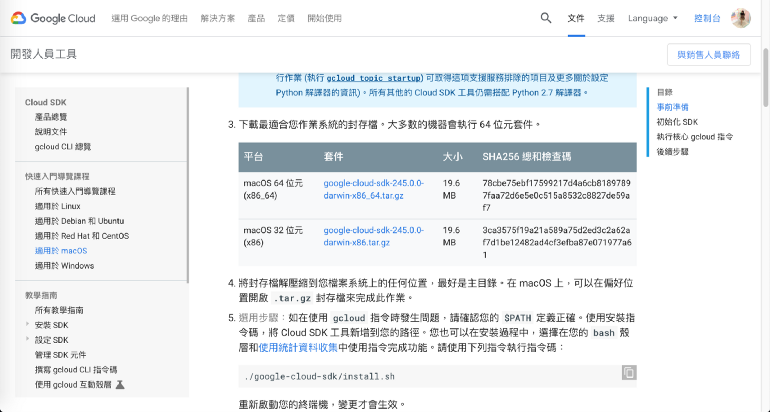 Google Cloud 選用 Google 的理由 解決方案 產品 定價 開始使用 文件 支援 Language 控制台
開發人員工具 與銷售人員聯絡
Cloud SDK
產品總覽
說明文件
gcloud CLI 總覽
快速入門導覽課程
所有快速入門導覽課程
適用於 Linux
適用於 Debian 和 Ubuntu
適用於 Red Hat 和 CentOS
適用於 macOS
適用於 Windows
教學指南
所有教學指南
安裝 SDK
設定 SDK
管理 SDK 元件
撰寫 gcloud CLI 指令碼
使用 gcloud 互動殼層
行作業 (執行 gcloud topic startup) 可取得這項支援服務排除的項目及更多關於設定
Python 解譯器的資訊)。所有其他的 Cloud SDK 工具仍需搭配 Python 2.7 解譯器。
3. 下載最適合您作業系統的封存檔。大多數的機器會執行 64 位元套件。
平台 套件 大小 SHA256 總和檢查碼
macOS 64 位元 google-cloud-sdk-245.0.0- 19.6 78cbe75ebf17599217d4a6cb8189789
(x86_64) darwin-x86_64.tar.gz MB 7faa72d6e5e0c515a8532c8827de59a
f7
macOS 32 位元 google-cloud-sdk-245.0.0- 19.6 3ca3575f19a21a589a75d2ed3c2a62a
(x86) darwin-x86.tar.gz MB f7d1be12482ad4cf3efba87e071977a6
1
4. 將封存檔解壓縮到您檔案系統上的任何位置，最好是主目錄。在 macOS 上，可以在偏好位
置開啟 .tar.gz 封存檔來完成此作業。
5. 選用步驟：如在使用 gcloud 指令時發生問題，請確認您的 $PATH 定義正確。使用安裝指
令碼，將 Cloud SDK 工具新增到您的路徑。您也可以在安裝過程中，選擇在您的 bash 殼
層和使用統計資料收集中使用指令完成功能。請使用下列指令執行指令碼：
./google-cloud-sdk/install.sh
重新啟動您的終端機，變更才會生效。
目錄
事前準備
初始化 SDK
執行核心 gcloud 指令
後續步驟